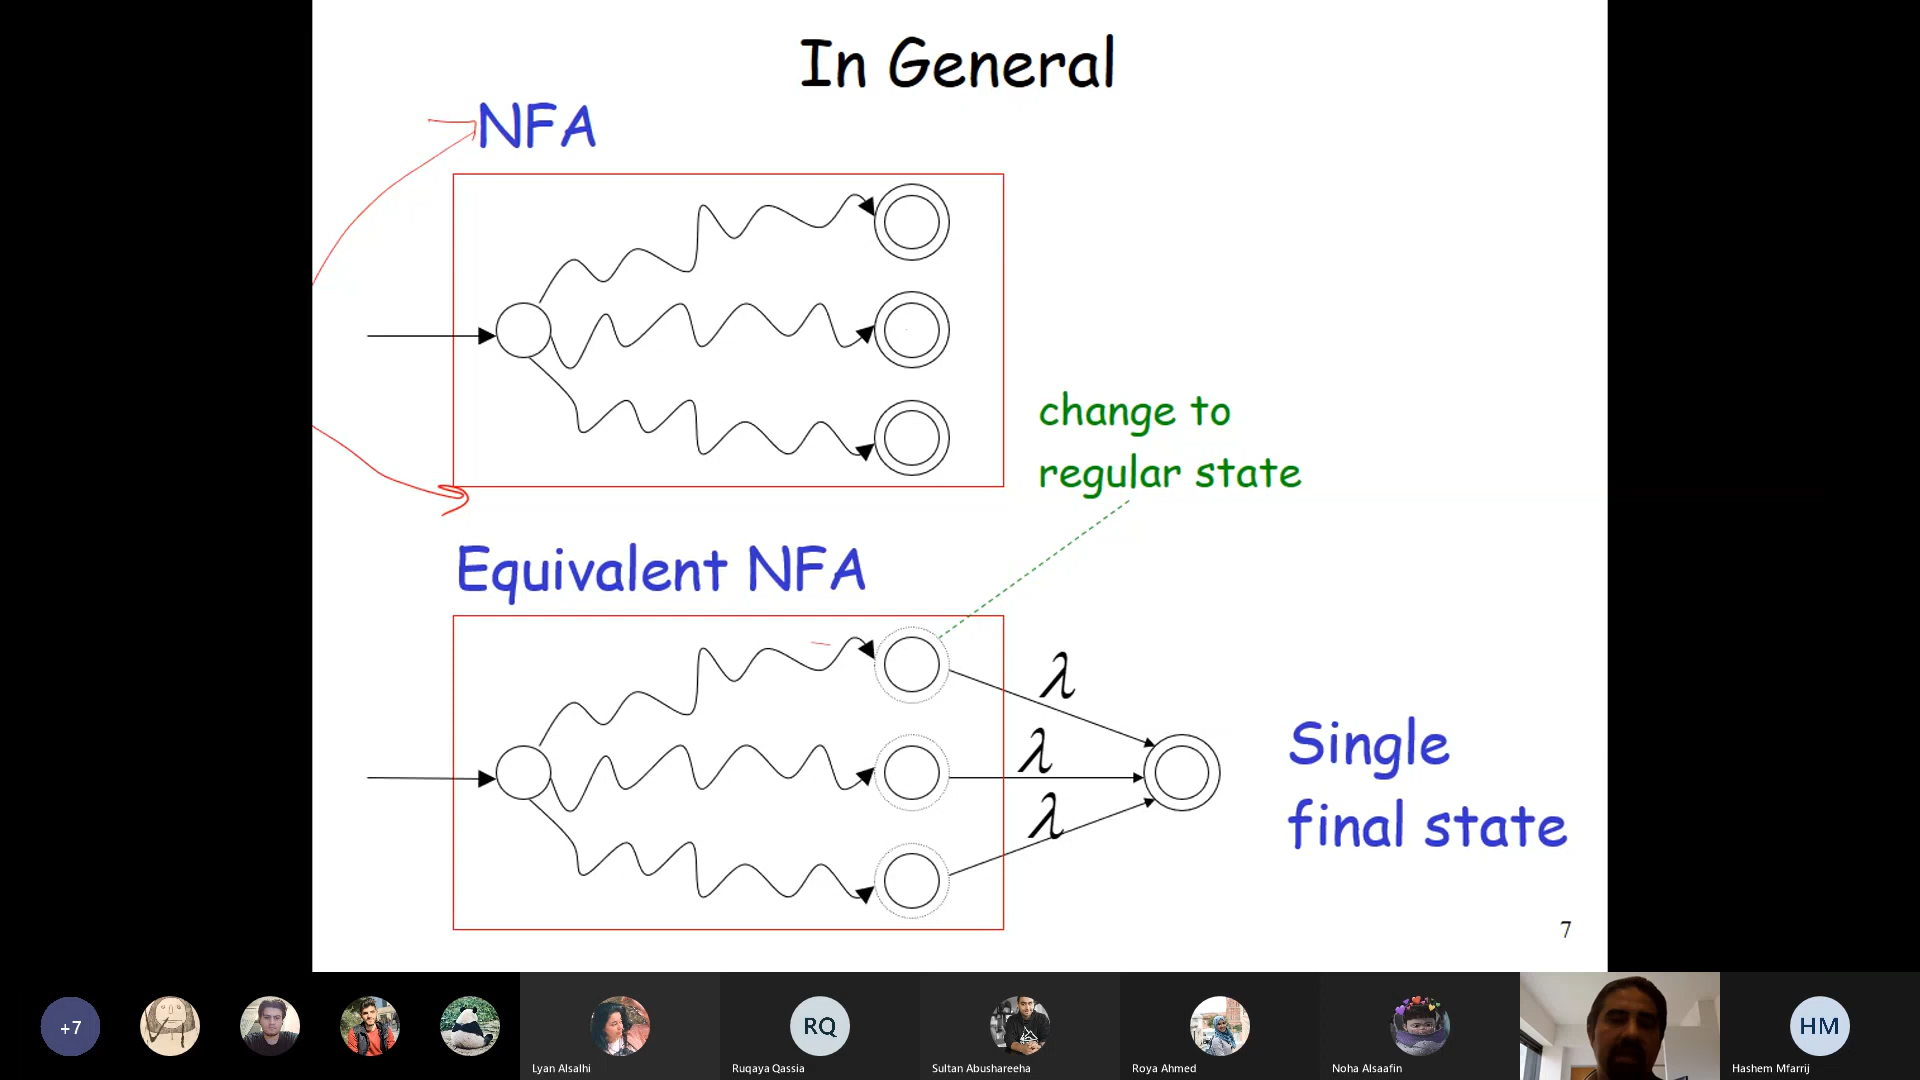 In General
NFA
change to
regular state
Equivalent NFA
λ
λ
λ
Single
final state
7
+7
RQ
HM
Lyan Alsalhi
Ruqaya Qassia
Sultan Abushareeha
Roya Ahmed
Noha Alsaafin
Hashem Mfarrij